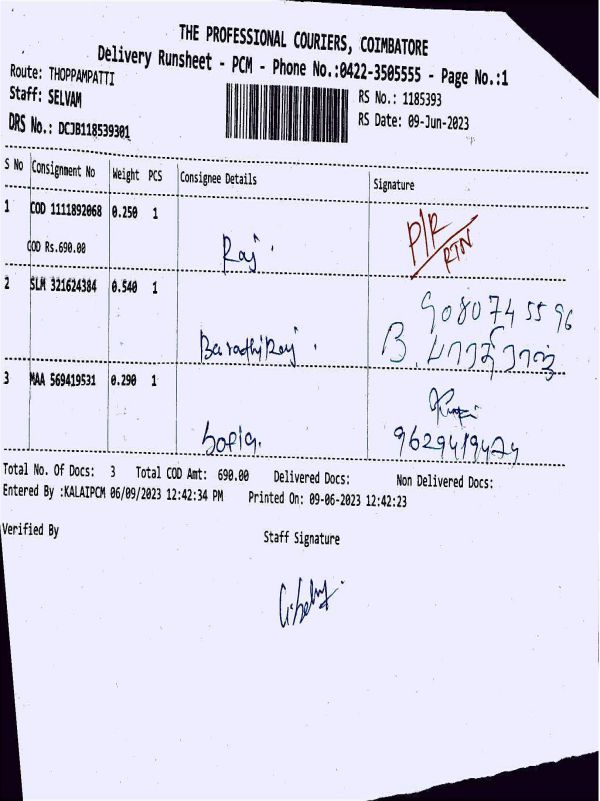 THE PROFESSIONAL COURIERS, COIMBATORE
Delivery Runsheet - PCM - Phone No.:0422-3505555 - Page No.:1
Route: THOPPAMPATTI
Staff: SELVAM
RS No.: 1185393
RS Date: 09-Jun-2023
DRS No.: DCJB118539301
S No Consignment No Weight PCS Consignee Details Signature
1 COD 1111892068 0.250 1
COD Rs.690.00 Raj. P/R RTN
2 SLM 321624384 0.540 1
9080745596
Baradhi Raj. B. பாரதிராஜ்
3 MAA 569419531 0.290 1
Sofia. 9629419424
Total No. Of Docs: 3 Total COD Amt: 690.00 Delivered Docs: Non Delivered Docs:
Entered By :KALAIPCM 06/09/2023 12:42:34 PM Printed On: 09-06-2023 12:42:23
Verified By Staff Signature